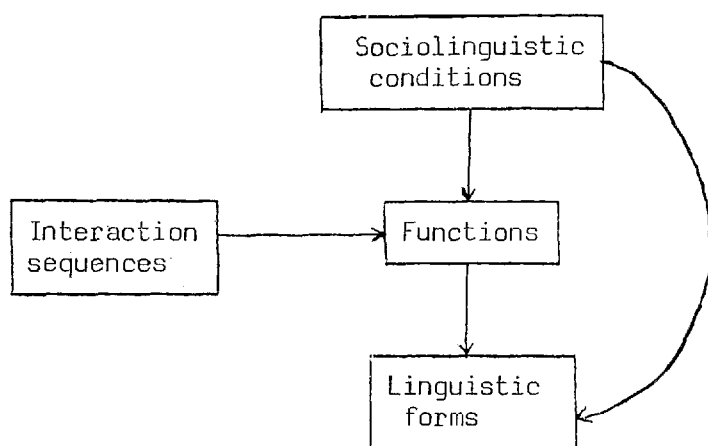 Sociolinguistic
conditions
Interaction
sequences
Functions
Linguistic
forms